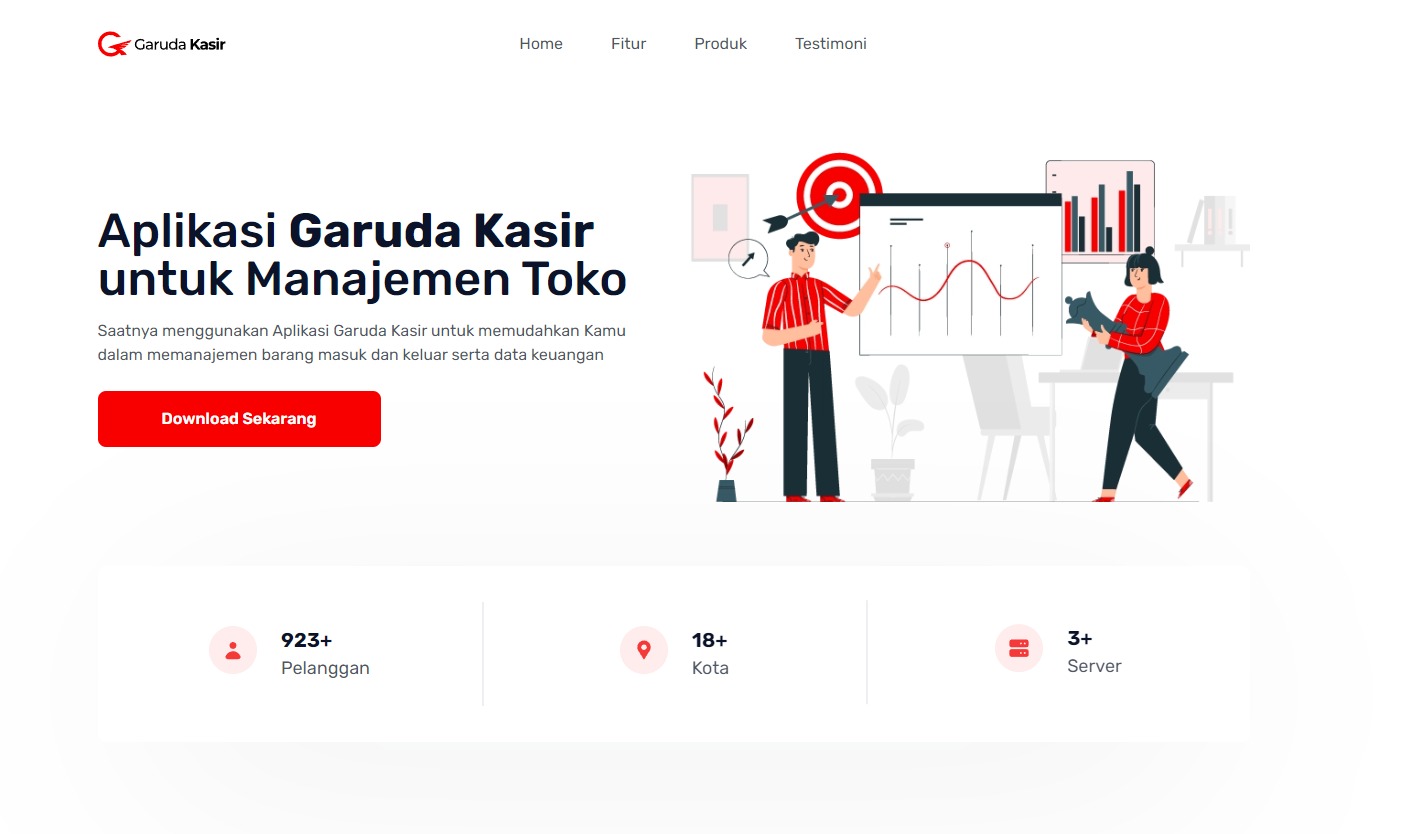 Garuda Kasir
Home
Fitur
Produk
Testimoni
Aplikasi Garuda Kasir
untuk Manajemen Toko
Saatnya menggunakan Aplikasi Garuda Kasir untuk memudahkan Kamu
dalam memanajemen barang masuk dan keluar serta data keuangan
Download Sekarang
923+
Pelanggan
18+
Kota
3+
Server